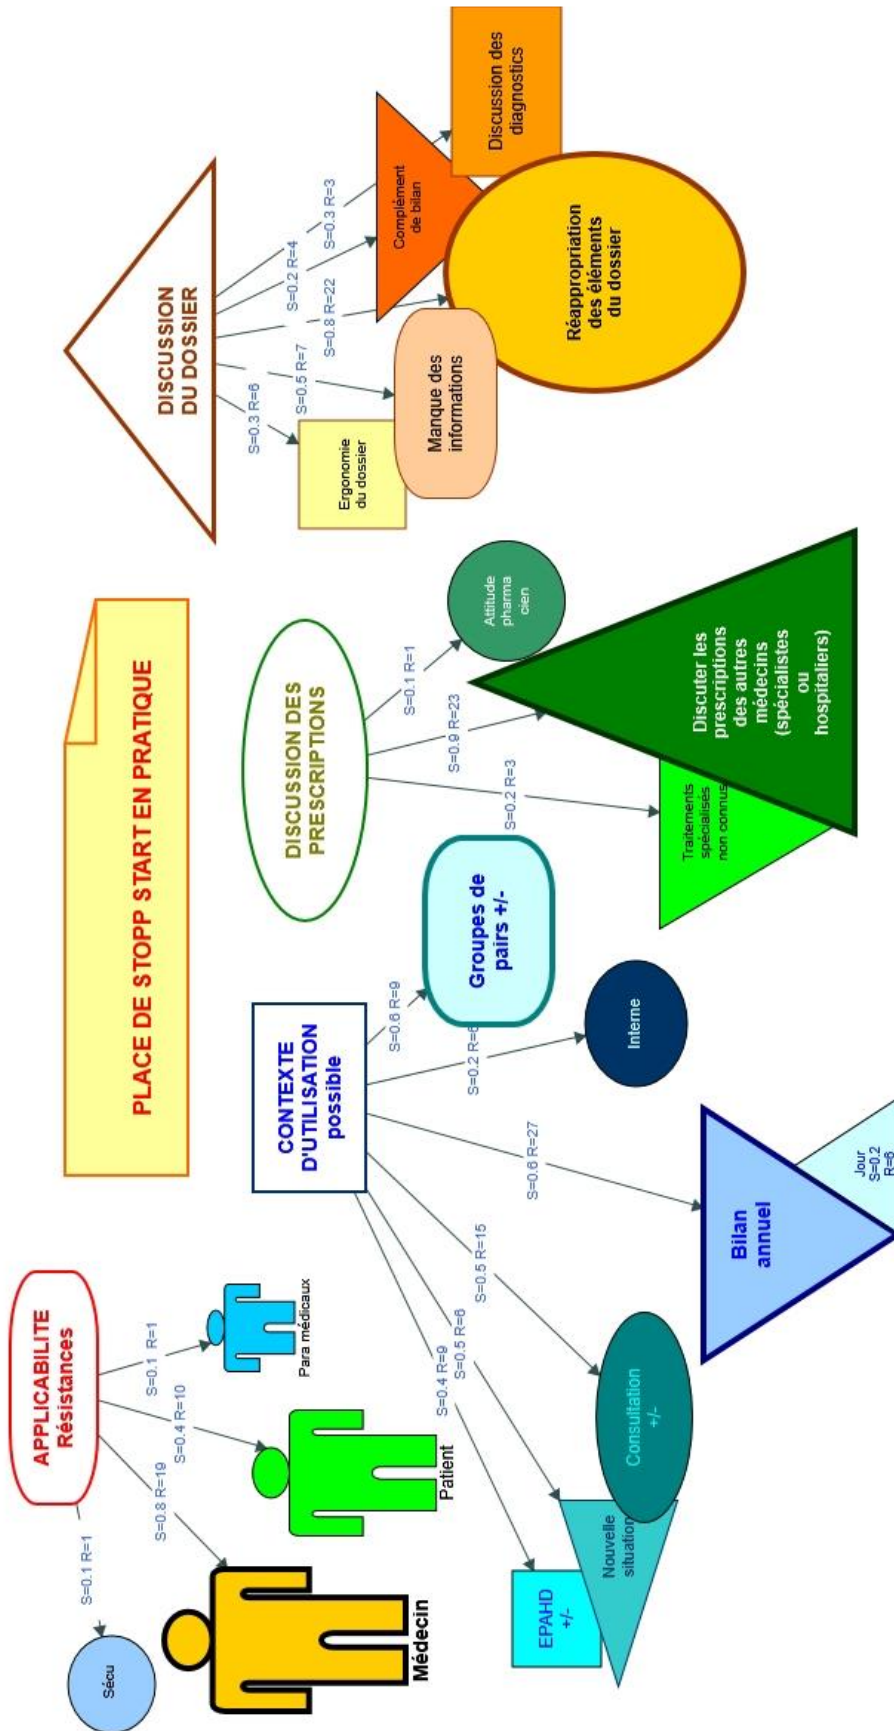 PLACE DE STOPP START EN PRATIQUE
APPLICABILITE
Résistances
S=0.1 R=1
S=0.8 R=19
S=0.4 R=10
S=0.1 R=1
Sécu
Médecin
Patient
Para médicaux
CONTEXTE
D'UTILISATION
possible
S=0.4 R=9
S=0.5 R=6
S=0.5 R=15
S=0.6 R=27
S=0.2 R=6
S=0.6 R=9
EPAHD
+/-
Nouvelle
situation
Consultation
+/-
Bilan
annuel
Jour
S=0.2
R=6
Interne
Groupes de
pairs +/-
DISCUSSION DES
PRESCRIPTIONS
S=0.2 R=3
S=0.9 R=23
S=0.1 R=1
Traitements
spécialisés
non connus
Discuter les
prescriptions
des autres
médecins
(spécialistes
ou
hospitaliers)
Attitude
pharma
cien
DISCUSSION
DU DOSSIER
S=0.3 R=6
S=0.5 R=7
S=0.8 R=22
S=0.2 R=4
S=0.3 R=3
Ergonomie
du dossier
Manque des
informations
Réappropriation
des éléments
du dossier
Complément
de bilan
Discussion des
diagnostics